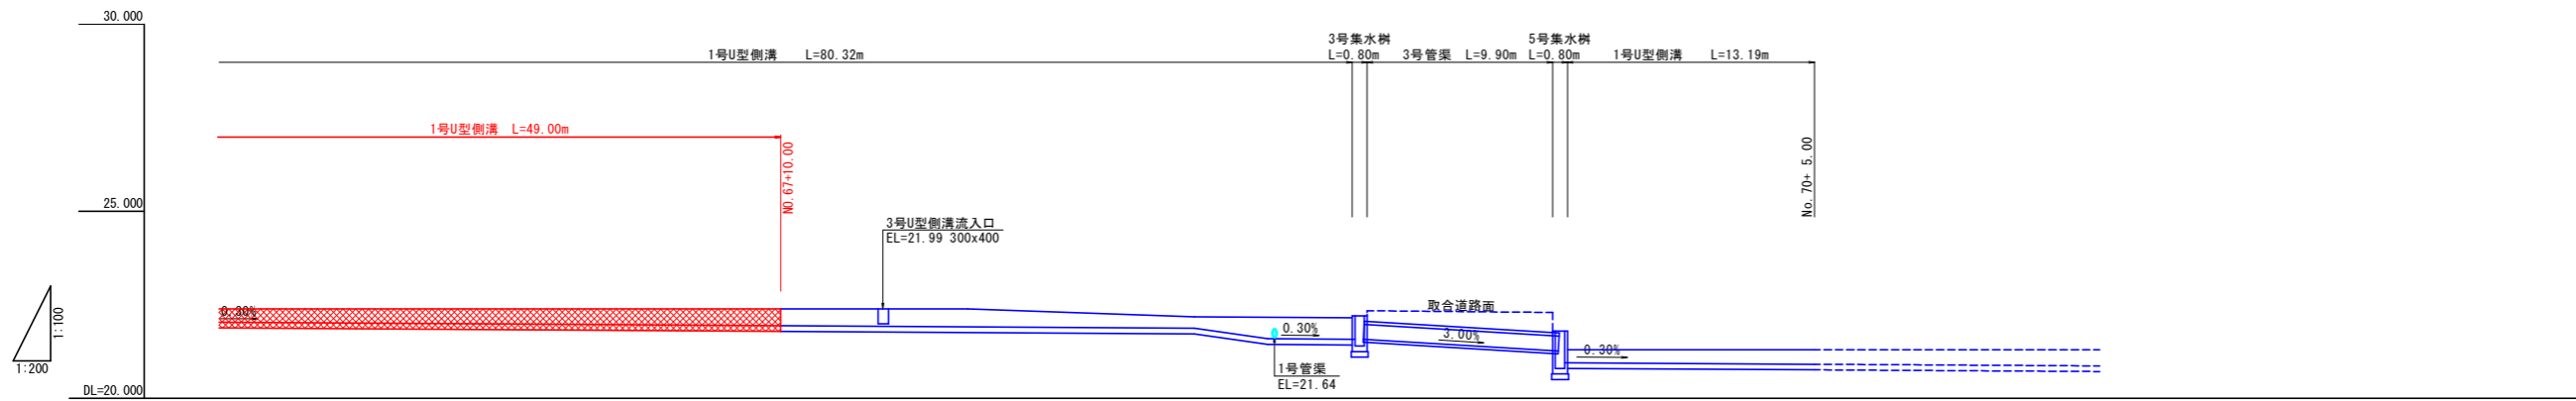 30.000
3号集水桝
5号集水桝
1号U型側溝 L=80.32m
L=0.80m
3号管渠 L=9.90m
L=0.80m
1号U型側溝 L=13.19m
1号U型側溝 L=49.00m
NO.67+10.00
No.70+ 5.00
25.000
3号U型側溝流入口
EL=21.99 300x400
取合道路面
0.30%
0.30%
3.00%
0.30%
1:100
1:200
1号管渠
EL=21.64
DL=20.000